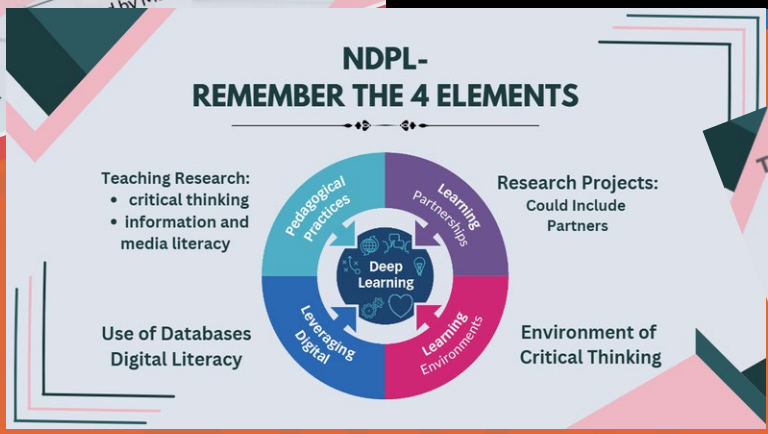 by M
NDPL-
REMEMBER THE 4 ELEMENTS
Teaching Research:
• critical thinking
• information and
media literacy
Research Projects:
Could Include
Partners
Pedagogical
Practices
Learning
Partnerships
Deep
Learning
Leveraging
Digital
Learning
Environments
Use of Databases
Digital Literacy
Environment of
Critical Thinking